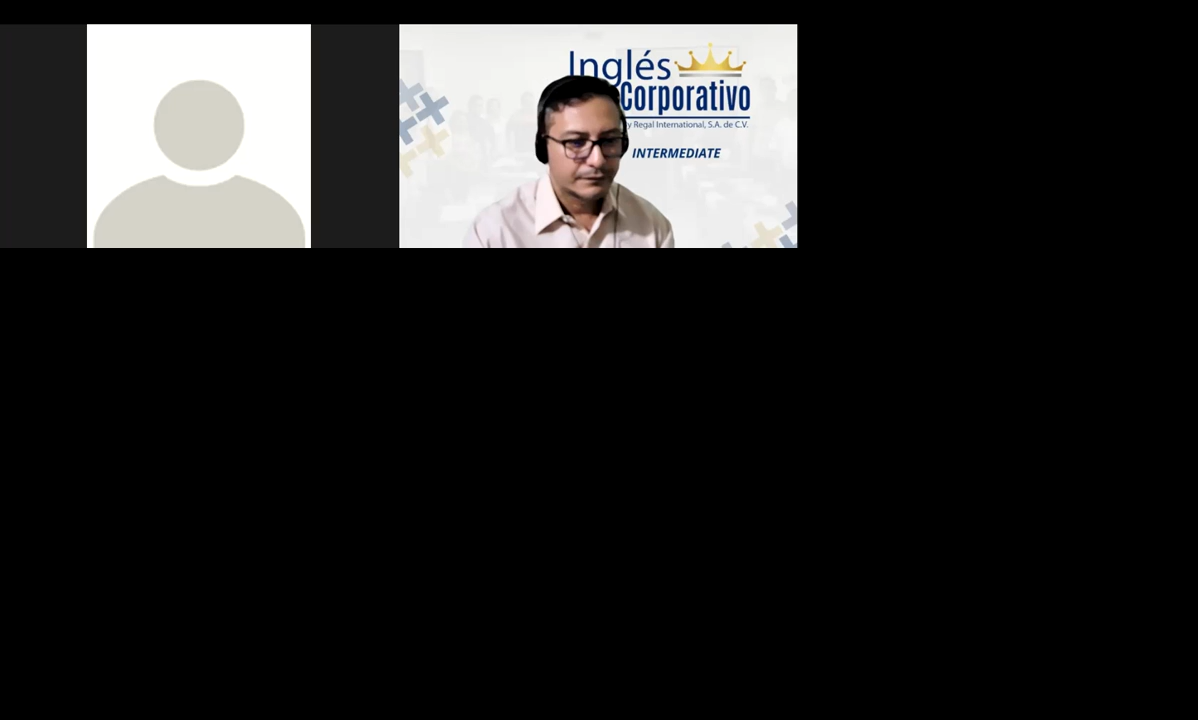 Inglés
Corporativo
y Regal International, S.A. de C.V.
INTERMEDIATE